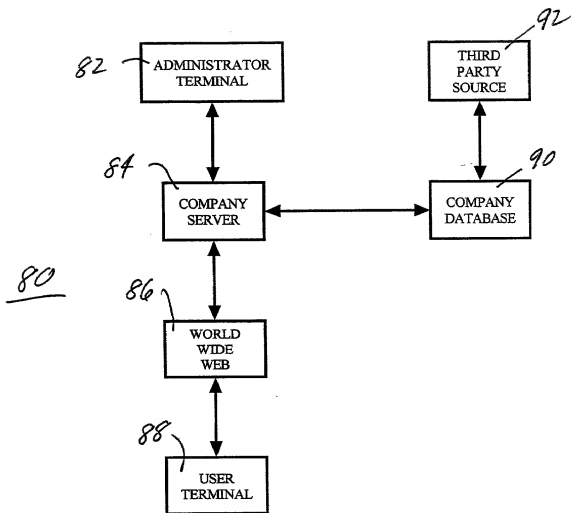 92
82
ADMINISTRATOR
TERMINAL
THIRD
PARTY
SOURCE
84
90
COMPANY
SERVER
COMPANY
DATABASE
80
86
WORLD
WIDE
WEB
88
USER
TERMINAL